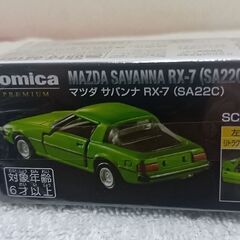 omica
PREMIUM
MAZDA SAVANNA RX-7 (SA22C
マツダ サバンナ RX-7 (SA22C)
SC
左
対象年齢
6才以上